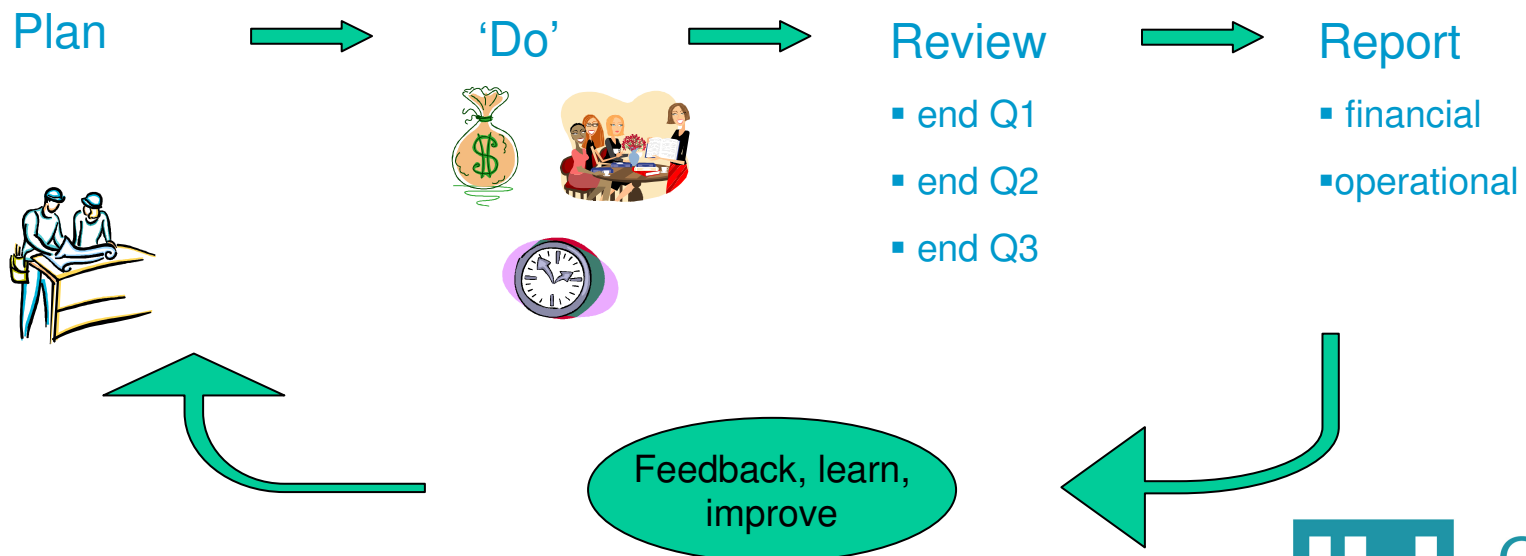 Plan
‘Do’
Review
▪ end Q1
▪ end Q2
▪ end Q3
Report
▪ financial
▪operational
Feedback, learn,
improve